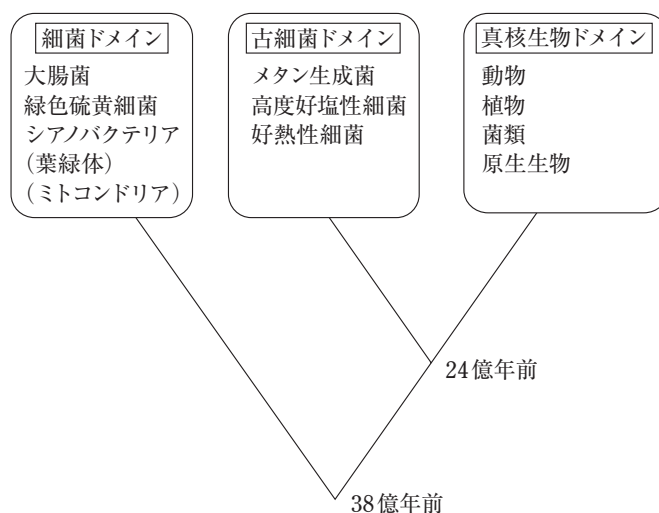 細菌ドメイン
大腸菌
緑色硫黄細菌
シアノバクテリア
(葉緑体)
(ミトコンドリア)
古細菌ドメイン
メタン生成菌
高度好塩性細菌
好熱性細菌
真核生物ドメイン
動物
植物
菌類
原生生物
24億年前
38億年前